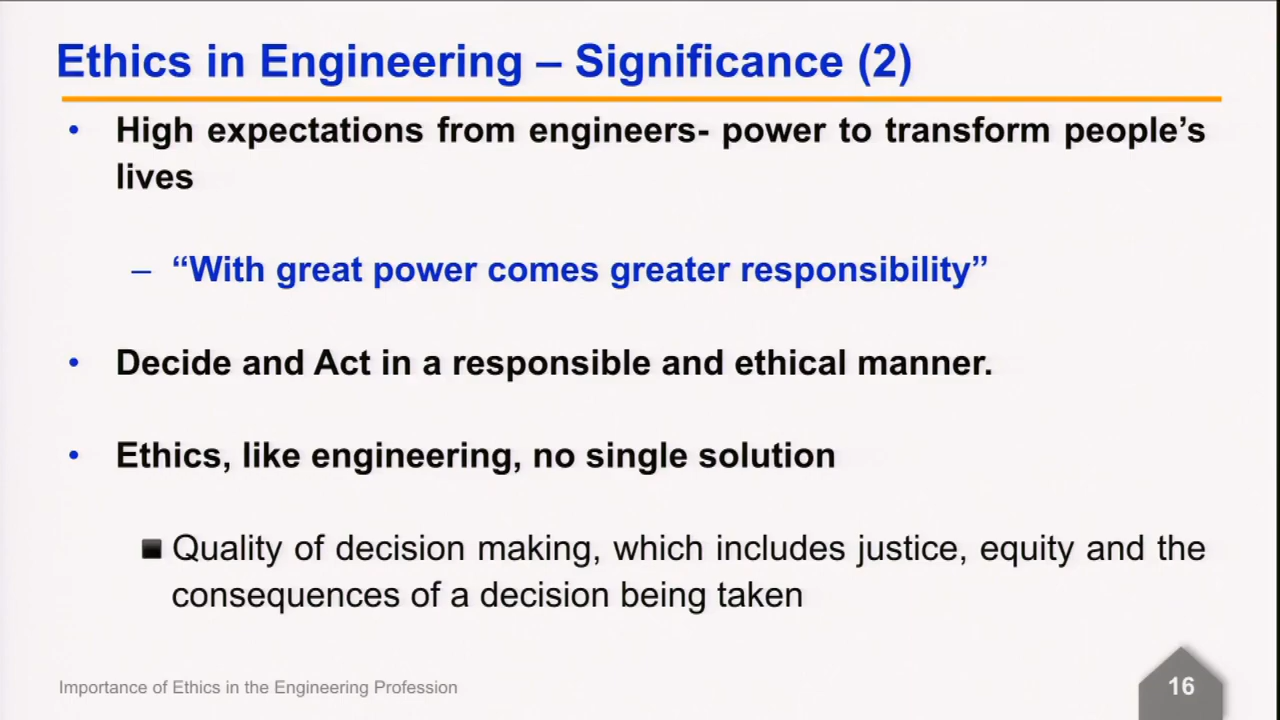 Ethics in Engineering – Significance (2)
• High expectations from engineers- power to transform people’s
lives
– “With great power comes greater responsibility”
• Decide and Act in a responsible and ethical manner.
• Ethics, like engineering, no single solution
■ Quality of decision making, which includes justice, equity and the
consequences of a decision being taken
Importance of Ethics in the Engineering Profession
16